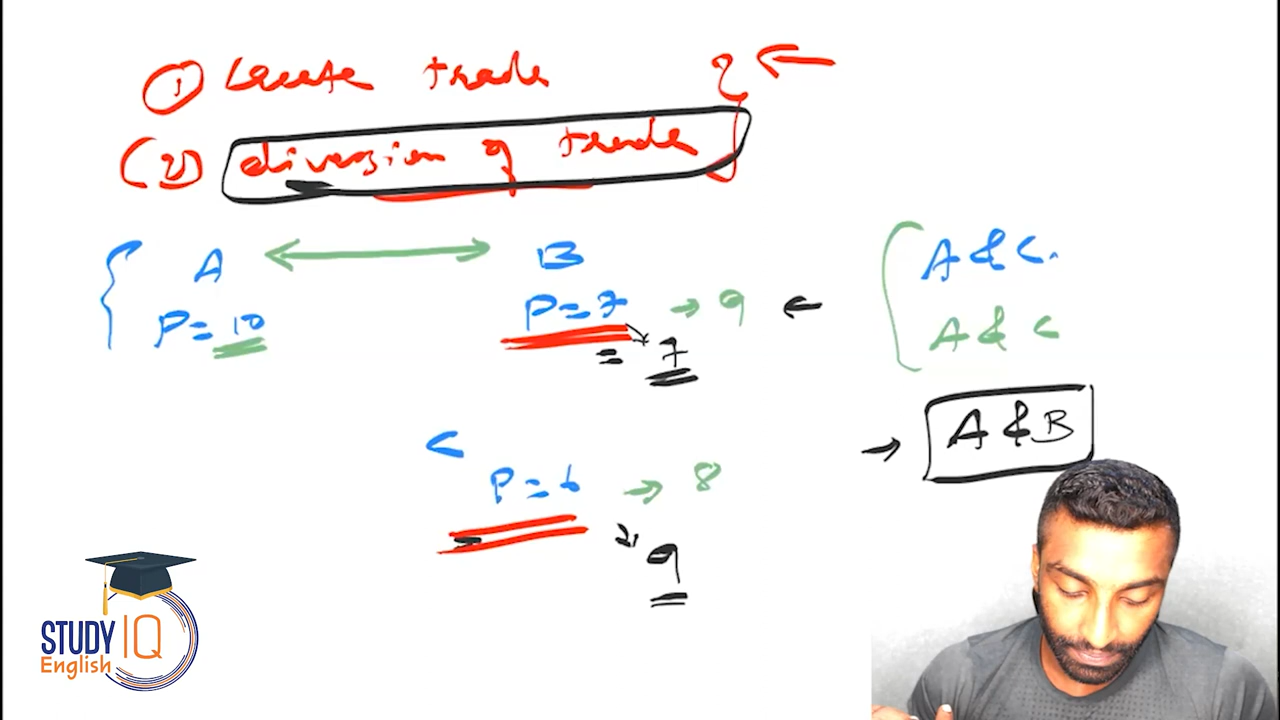 ① create trade
(2) diversion of trade
A B
P = 10 P = 7 → 9 ←
= 7
A & C.
A & C
→ A & B
C
P = 6 → 8
9
STUDY IQ
English